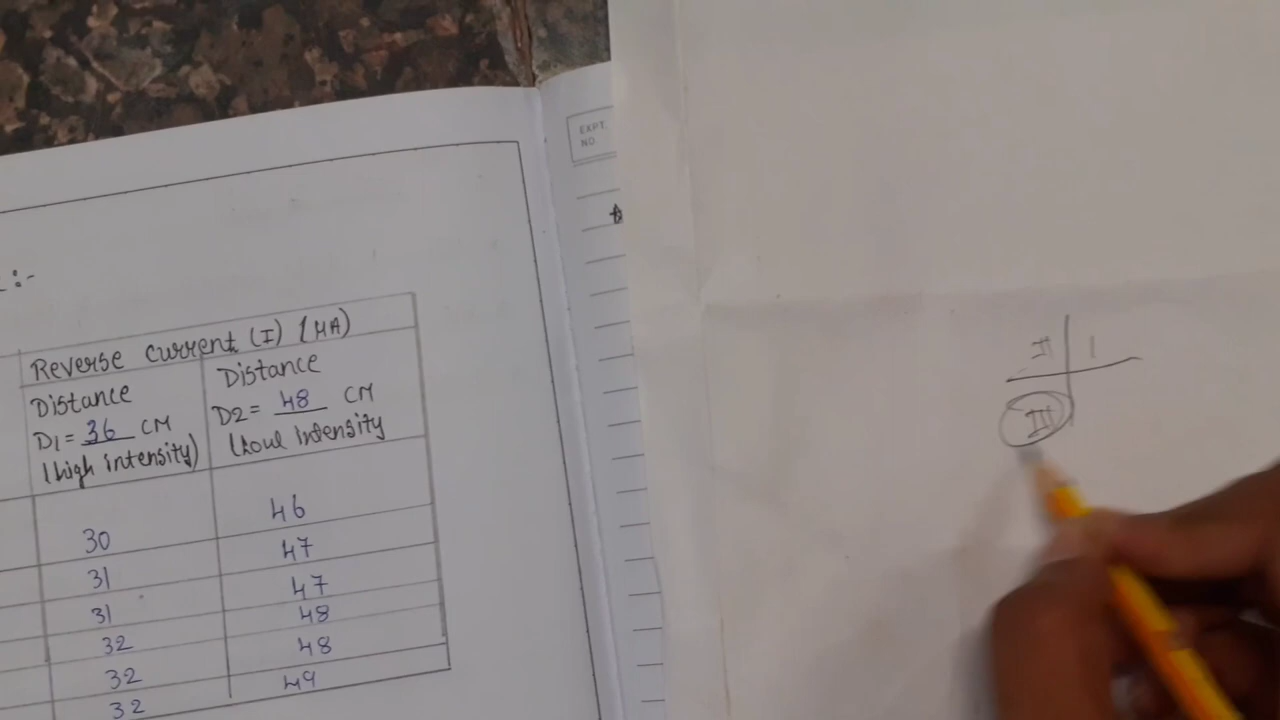 :-
Reverse current (I) (μA)
Distance
D1= 36 CM
(high intensity)
Distance
D2= 48 CM
(Low Intensity
30 46
31 47
31 47
32 48
32 48
32 49
EXPT.
NO
II I
III